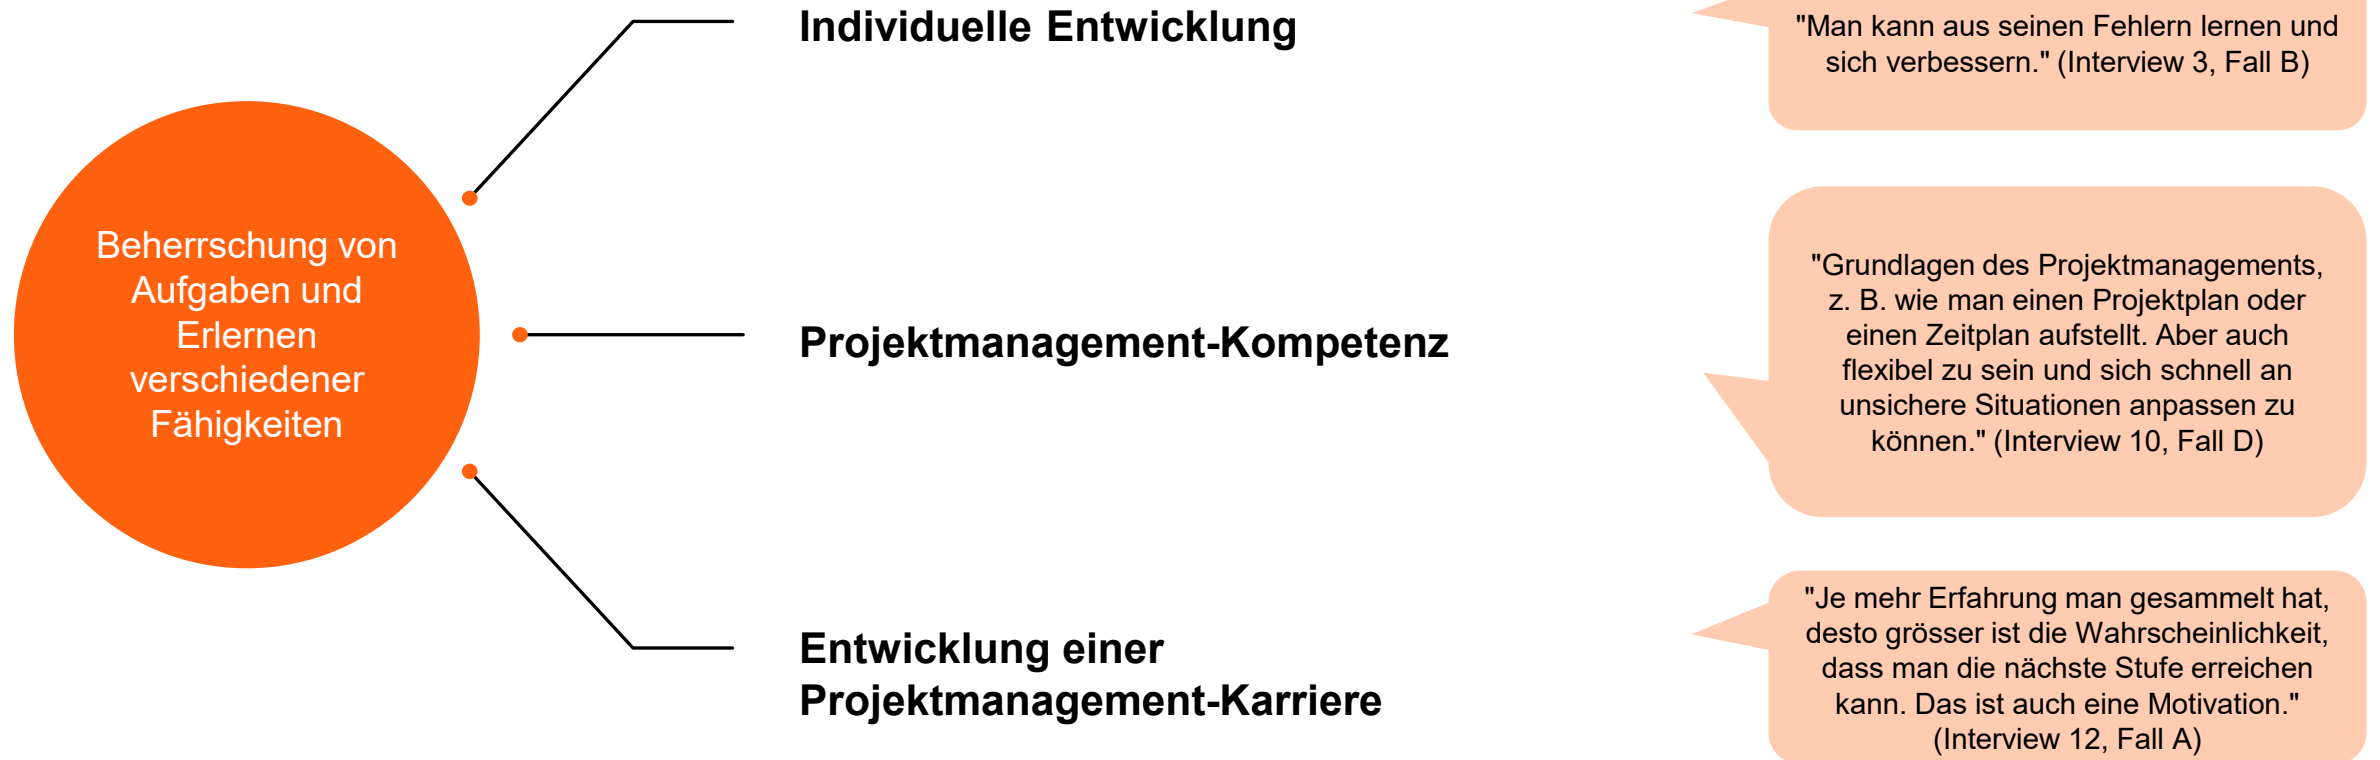 Individuelle Entwicklung
"Man kann aus seinen Fehlern lernen und
sich verbessern." (Interview 3, Fall B)
Beherrschung von
Aufgaben und
Erlernen
verschiedener
Fähigkeiten
Projektmanagement-Kompetenz
"Grundlagen des Projektmanagements,
z. B. wie man einen Projektplan oder
einen Zeitplan aufstellt. Aber auch
flexibel zu sein und sich schnell an
unsichere Situationen anpassen zu
können." (Interview 10, Fall D)
Entwicklung einer
Projektmanagement-Karriere
"Je mehr Erfahrung man gesammelt hat,
desto grösser ist die Wahrscheinlichkeit,
dass man die nächste Stufe erreichen
kann. Das ist auch eine Motivation."
(Interview 12, Fall A)